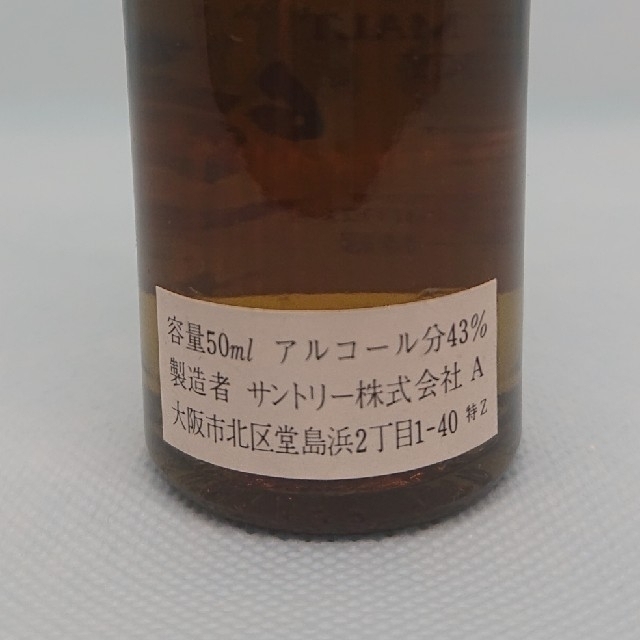 MALT
容量50ml アルコール分43%
製造者 サントリー株式会社 A
大阪市北区堂島浜2丁目1-40 特乙